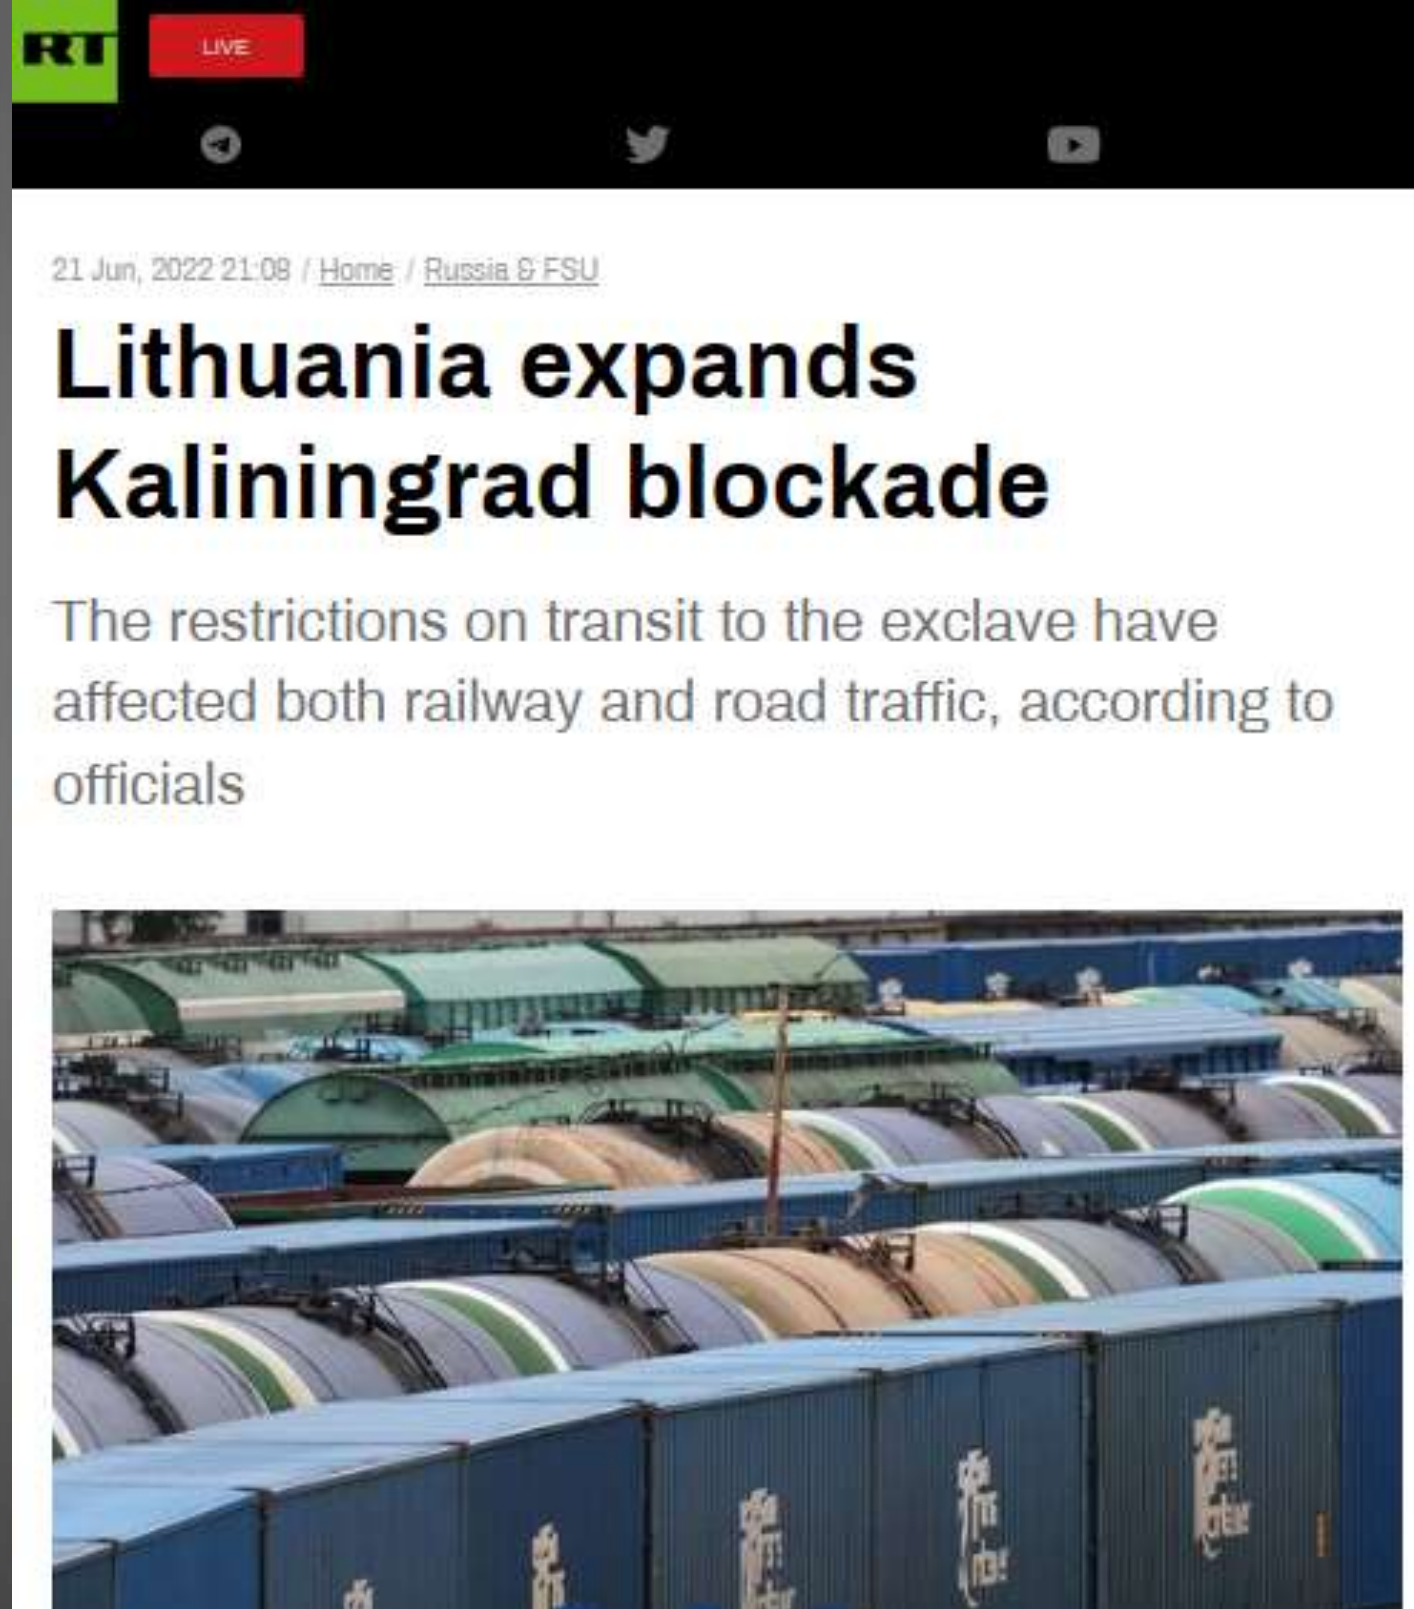 RT
LIVE
21 Jun, 2022 21:08 / Home / Russia & FSU
Lithuania expands
Kaliningrad blockade
The restrictions on transit to the exclave have
affected both railway and road traffic, according to
officials